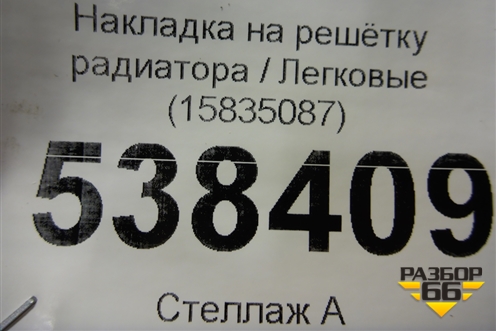 Накладка на решётку
радиатора / Легковые
(15835087)
538409
Стеллаж А
РАЗБОР
66